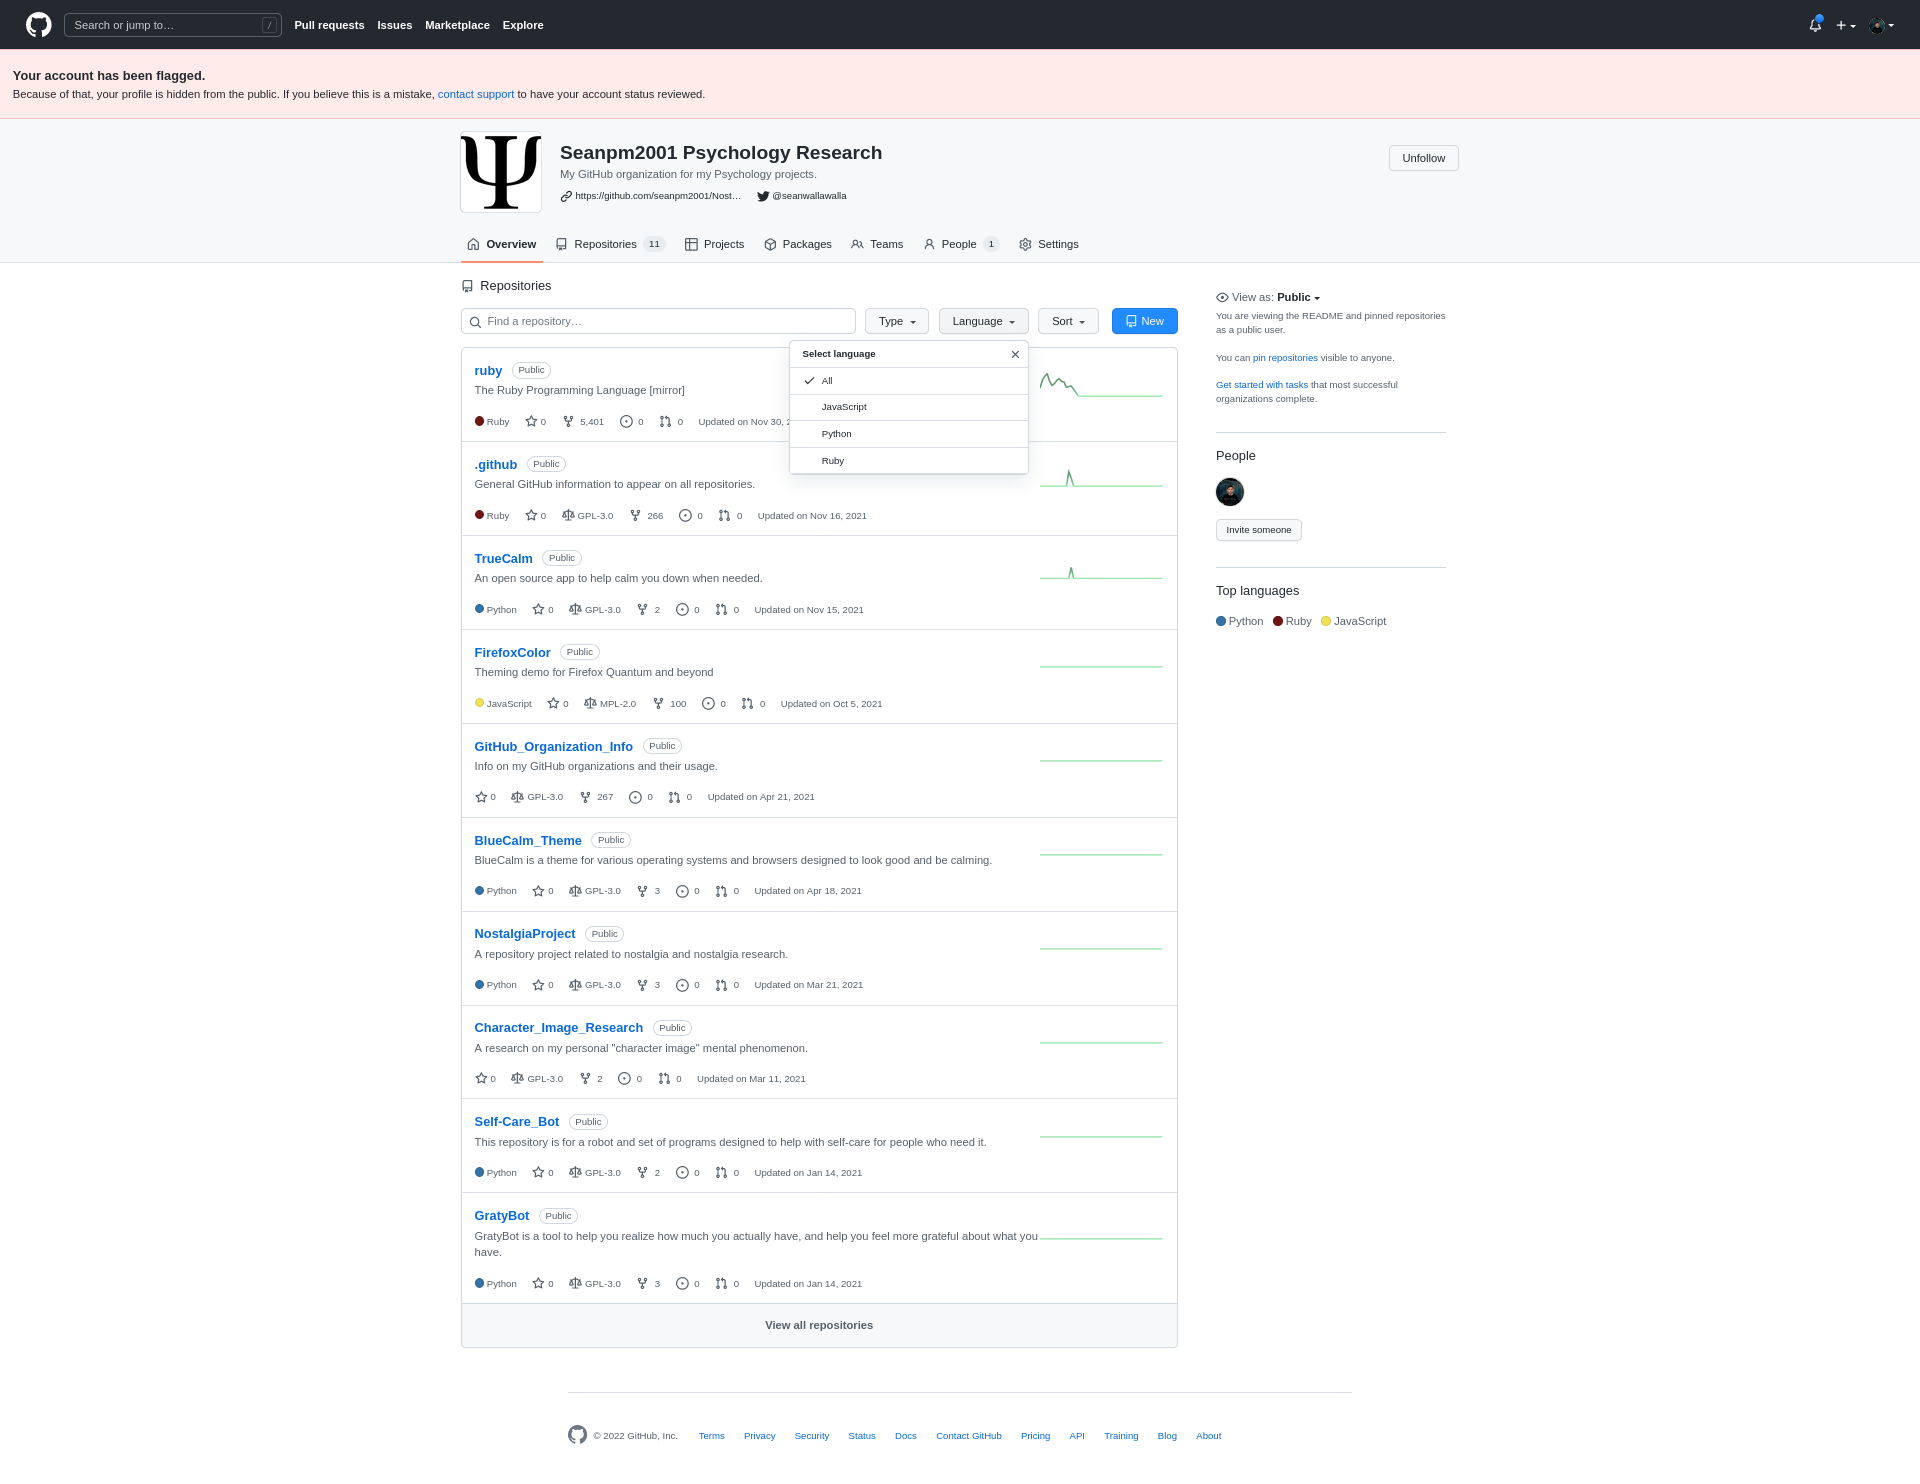 Search or jump to…
/
Pull requests Issues Marketplace Explore
Your account has been flagged.
Because of that, your profile is hidden from the public. If you believe this is a mistake, contact support to have your account status reviewed.
Ψ
Seanpm2001 Psychology Research
Unfollow
My GitHub organization for my Psychology projects.
https://github.com/seanpm2001/Nost… @seanwallawalla
Overview Repositories 11 Projects Packages Teams People 1 Settings
Repositories
Find a repository…
Type Language Sort New
Select language
All
JavaScript
Python
Ruby
ruby Public
The Ruby Programming Language [mirror]
Ruby 0 5,401 0 0 Updated on Nov 30, 2
.github Public
General GitHub information to appear on all repositories.
Ruby 0 GPL-3.0 266 0 0 Updated on Nov 16, 2021
TrueCalm Public
An open source app to help calm you down when needed.
Python 0 GPL-3.0 2 0 0 Updated on Nov 15, 2021
FirefoxColor Public
Theming demo for Firefox Quantum and beyond
JavaScript 0 MPL-2.0 100 0 0 Updated on Oct 5, 2021
GitHub_Organization_Info Public
Info on my GitHub organizations and their usage.
0 GPL-3.0 267 0 0 Updated on Apr 21, 2021
BlueCalm_Theme Public
BlueCalm is a theme for various operating systems and browsers designed to look good and be calming.
Python 0 GPL-3.0 3 0 0 Updated on Apr 18, 2021
NostalgiaProject Public
A repository project related to nostalgia and nostalgia research.
Python 0 GPL-3.0 3 0 0 Updated on Mar 21, 2021
Character_Image_Research Public
A research on my personal "character image" mental phenomenon.
0 GPL-3.0 2 0 0 Updated on Mar 11, 2021
Self-Care_Bot Public
This repository is for a robot and set of programs designed to help with self-care for people who need it.
Python 0 GPL-3.0 2 0 0 Updated on Jan 14, 2021
GratyBot Public
GratyBot is a tool to help you realize how much you actually have, and help you feel more grateful about what you
have.
Python 0 GPL-3.0 3 0 0 Updated on Jan 14, 2021
View all repositories
View as: Public
You are viewing the README and pinned repositories
as a public user.
You can pin repositories visible to anyone.
Get started with tasks that most successful
organizations complete.
People
Invite someone
Top languages
Python Ruby JavaScript
© 2022 GitHub, Inc. Terms Privacy Security Status Docs Contact GitHub Pricing API Training Blog About